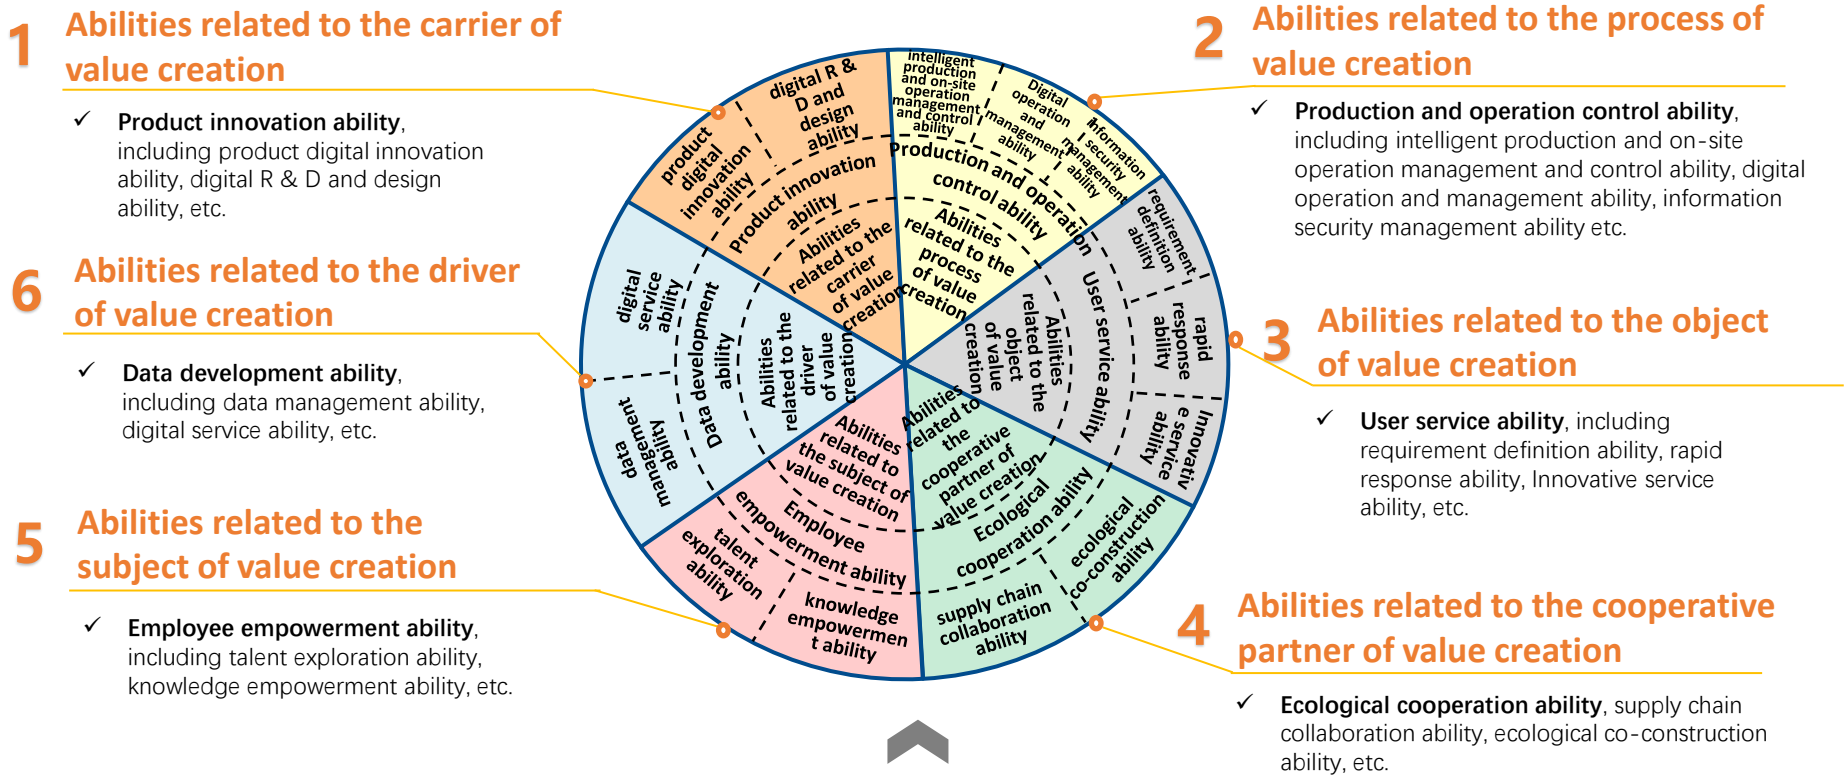 1
Abilities related to the carrier of
value creation
✓ Product innovation ability,
including product digital innovation
ability, digital R & D and design
ability, etc.
6
Abilities related to the driver
of value creation
✓ Data development ability,
including data management ability,
digital service ability, etc.
5
Abilities related to the
subject of value creation
✓ Employee empowerment ability,
including talent exploration ability,
knowledge empowerment ability, etc.
product
digital
innovation
ability
digital R &
D and
design
ability
Product innovation
ability
Abilities
related to the
carrier
of value
creation
intelligent
production
and on-site
operation
management
and control
ability
Digital
operation
and
management
ability
information
security
management
ability
Production and operation
control ability
Abilities
related to the
process
of value
creation
requirement
definition
ability
rapid
response
ability
Innovativ
e service
ability
User service ability
Abilities
related to the
object
of value
creation
ecological
co-construction
ability
supply chain
collaboration
ability
Ecological
cooperation ability
Abilities
related to
the
cooperative
partner of
value creation
knowledge
empowermen
t ability
talent
exploration
ability
Employee
empowerment ability
Abilities
related to
the subject of
value creation
data
management
ability
digital
service
ability
Data development
ability
Abilities
related to the
driver
of value
creation
2
Abilities related to the process of
value creation
✓ Production and operation control ability,
including intelligent production and on-site
operation management and control ability, digital
operation and management ability, information
security management ability etc.
3
Abilities related to the object
of value creation
✓ User service ability, including
requirement definition ability, rapid
response ability, Innovative service
ability, etc.
4
Abilities related to the cooperative
partner of value creation
✓ Ecological cooperation ability, supply chain
collaboration ability, ecological co-construction
ability, etc.